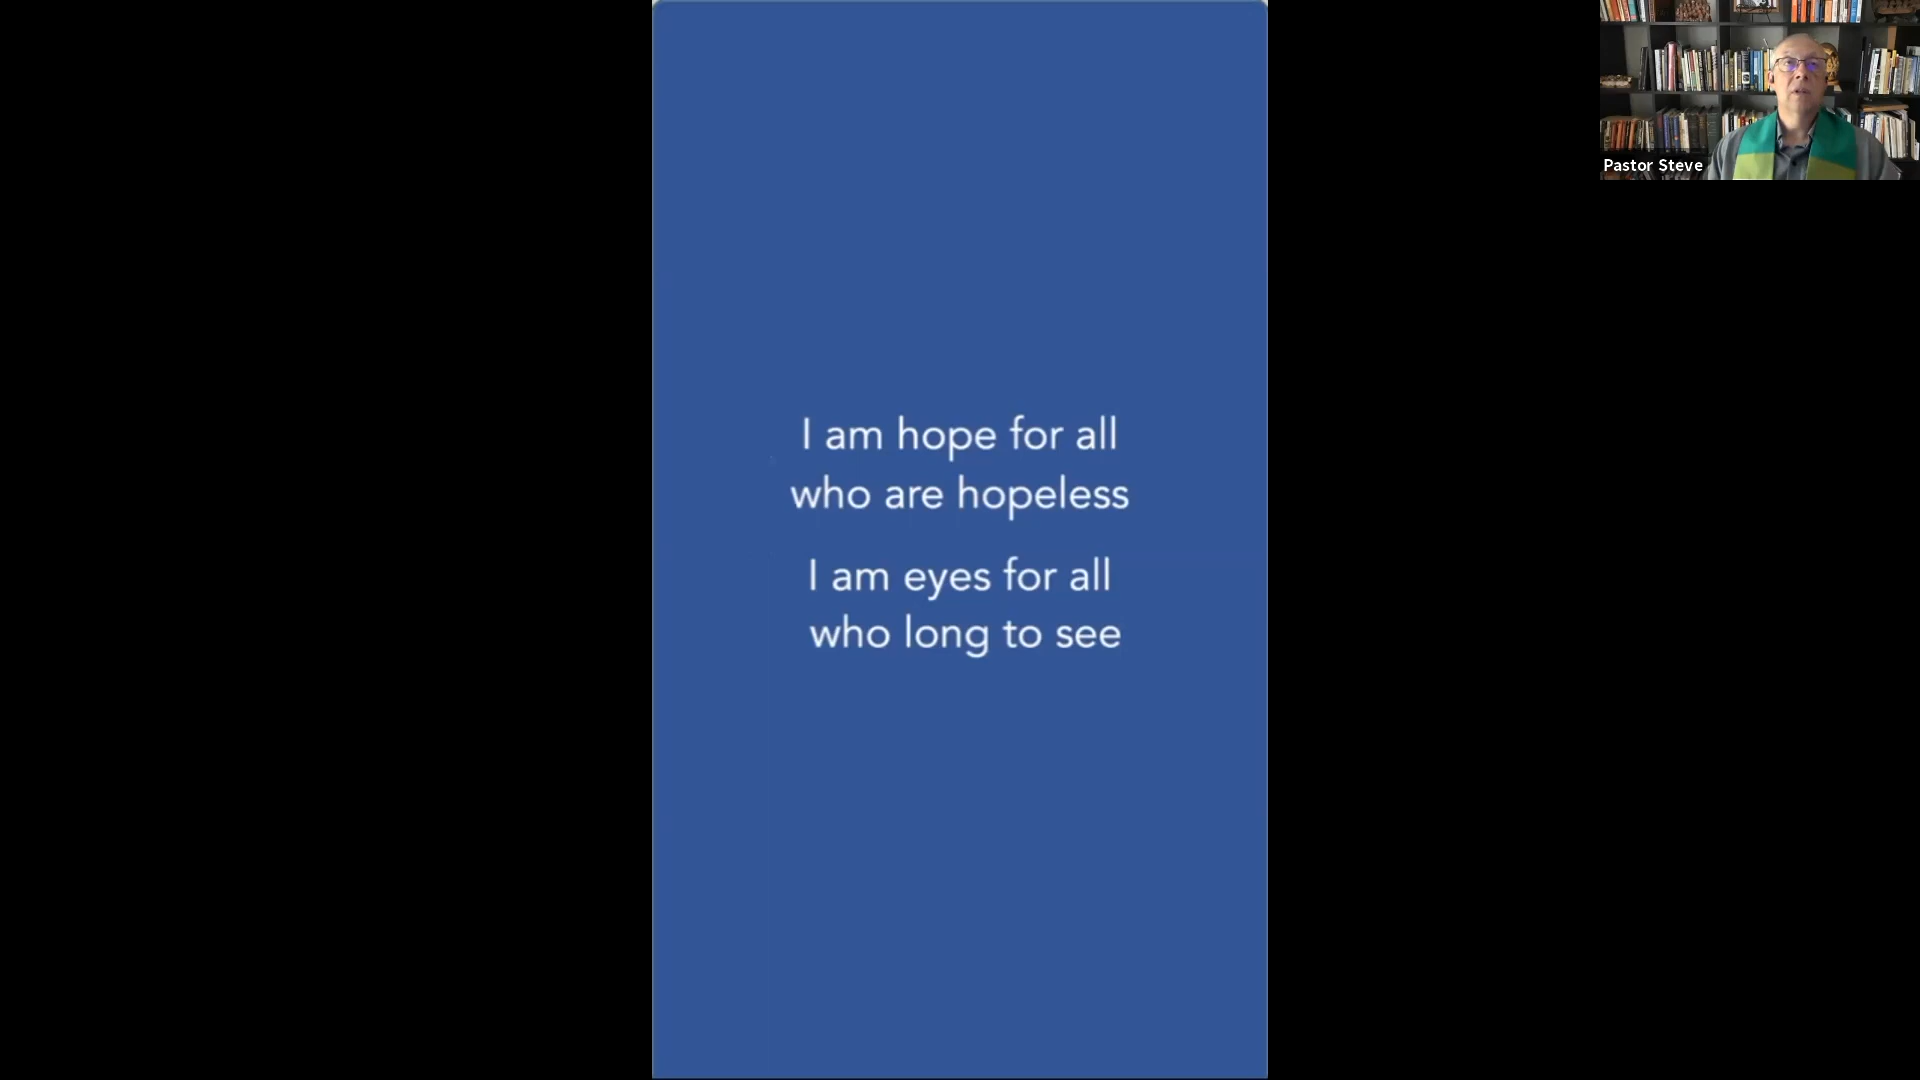 I am hope for all
who are hopeless
I am eyes for all
who long to see
Pastor Steve